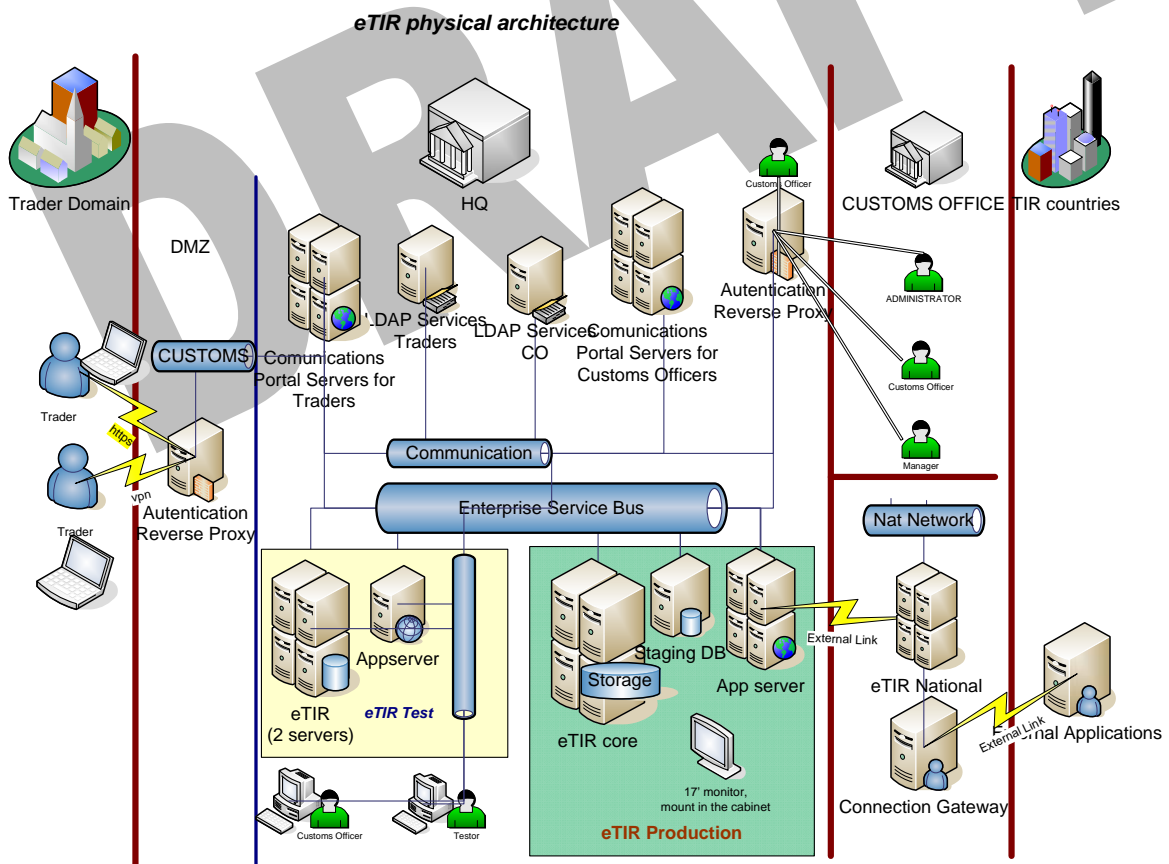 eTIR physical architecture
DRA
Trader Domain
HQ
Customs Officer
CUSTOMS OFFICE
TIR countries
DMZ
ADMINISTRATOR
Autentication
Reverse Proxy
LDAP Services
Traders
LDAP Services
CO
Comunications
Portal Servers for
Customs Officers
CUSTOMS
Comunications
Portal Servers for
Traders
Customs Officer
Trader
https
Manager
Communication
vpn
Trader
Autentication
Reverse Proxy
Enterprise Service Bus
Nat Network
External Link
Appserver
Staging DB
Storage
App server
eTIR National
eTIR
(2 servers)
eTIR Test
eTIR core
External Link
Applications
17' monitor,
mount in the cabinet
Connection Gateway
Customs Officer
Testor
eTIR Production